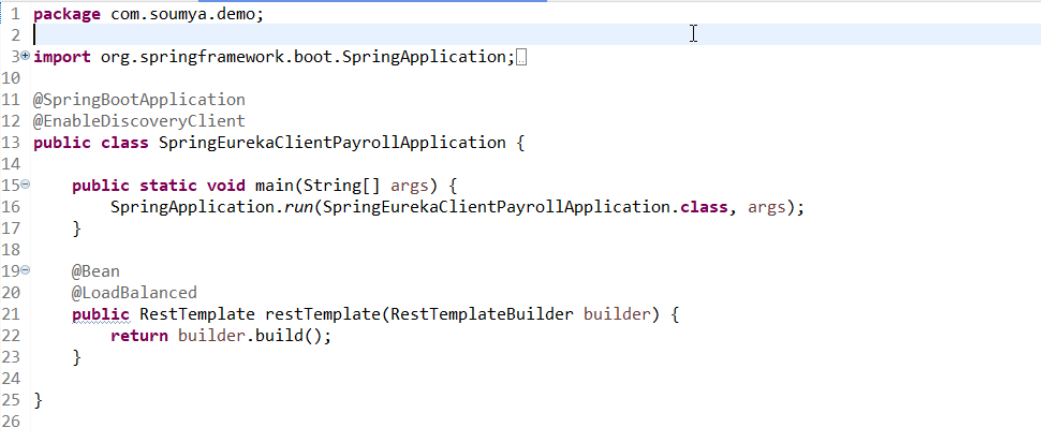 1 package com.soumya.demo;
2
3 import org.springframework.boot.SpringApplication;
10
11 @SpringBootApplication
12 @EnableDiscoveryClient
13 public class SpringEurekaClientPayrollApplication {
14
15     public static void main(String[] args) {
16         SpringApplication.run(SpringEurekaClientPayrollApplication.class, args);
17     }
18
19     @Bean
20     @LoadBalanced
21     public RestTemplate restTemplate(RestTemplateBuilder builder) {
22         return builder.build();
23     }
24
25 }
26